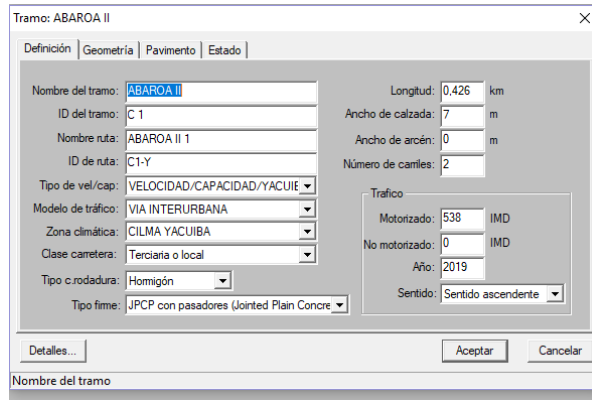 Tramo: ABAROA II
Definición Geometría Pavimento Estado
Nombre del tramo: ABAROA II
ID del tramo: C 1
Nombre ruta: ABAROA II 1
ID de ruta: C1-Y
Tipo de vel/cap: VELOCIDAD/CAPACIDAD/YACUIE
Modelo de tráfico: VIA INTERURBANA
Zona climática: CILMA YACUIBA
Clase carretera: Terciaria o local
Tipo c.rodadura: Homigón
Tipo firme: JPCP con pasadores (Jointed Plain Concre
Longitud: 0,426 km
Ancho de calzada: 7 m
Ancho de arcén: 0 m
Número de carriles: 2
Trafico
Motorizado: 538 IMD
No motorizado: 0 IMD
Año: 2019
Sentido: Sentido ascendente
Detalles... Aceptar Cancelar
Nombre del tramo